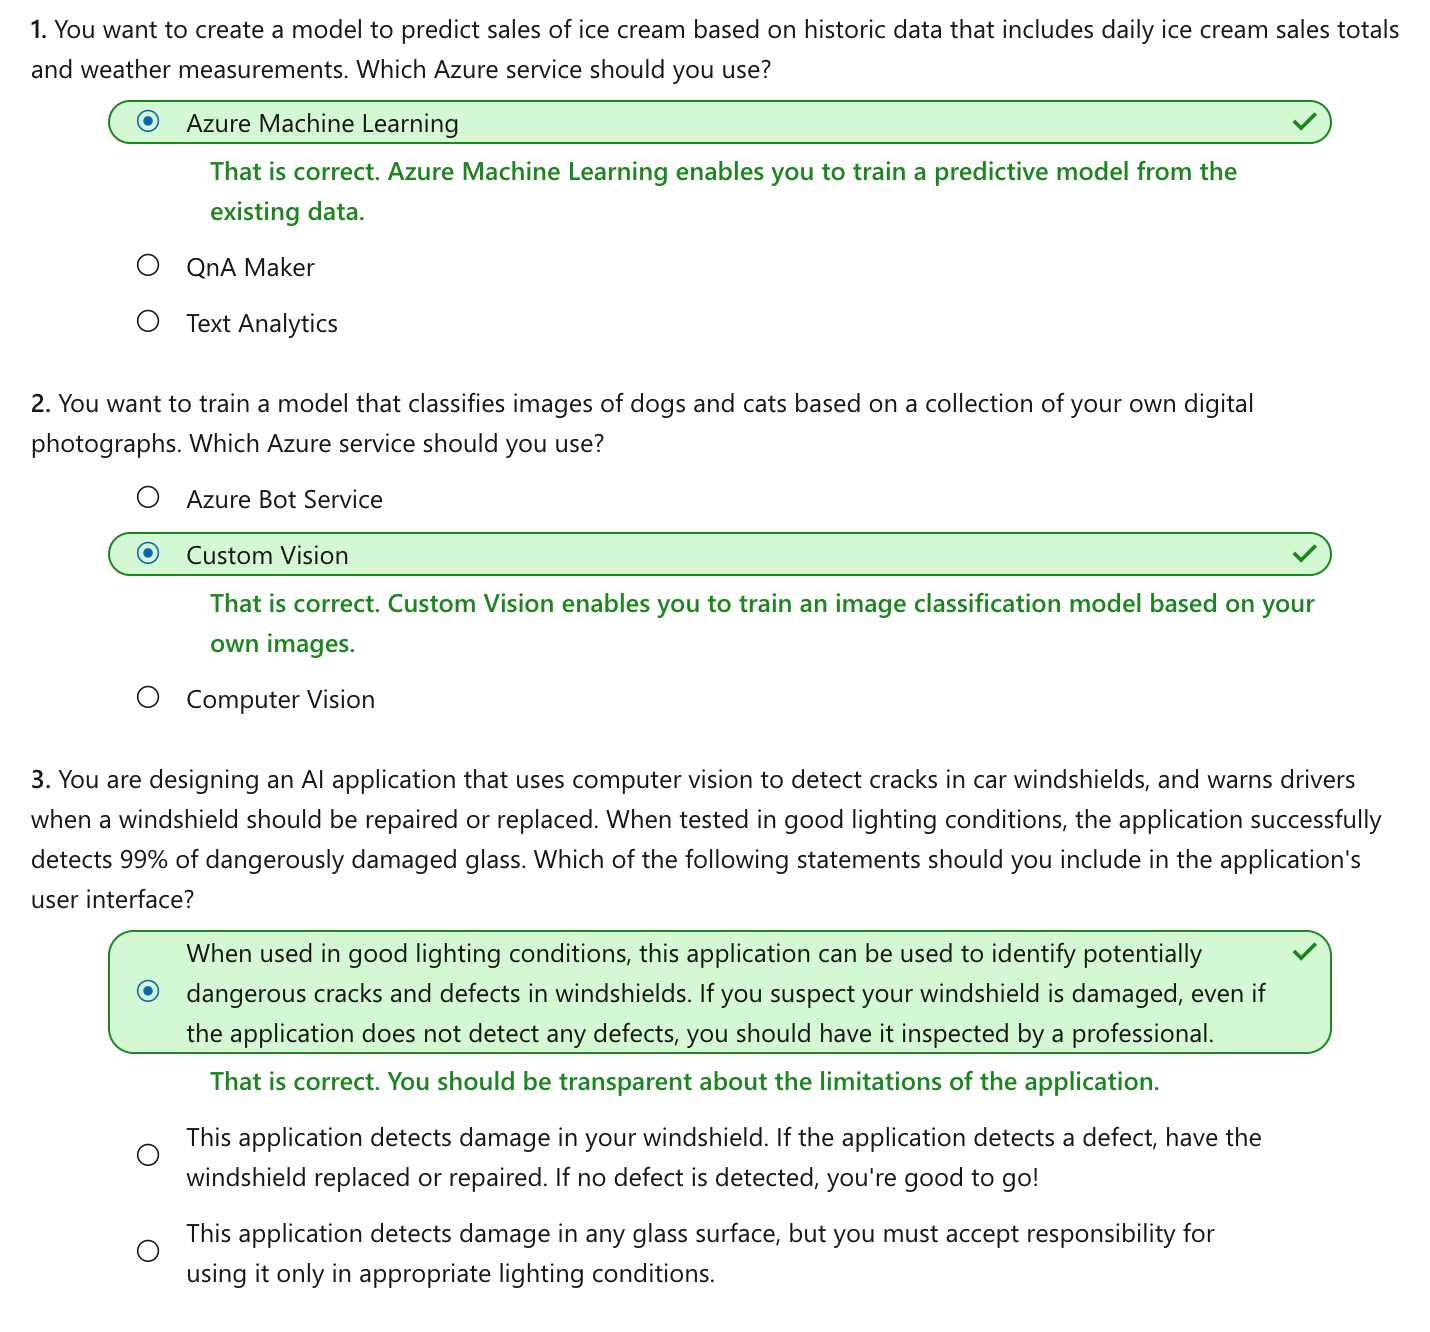 1. You want to create a model to predict sales of ice cream based on historic data that includes daily ice cream sales totals
and weather measurements. Which Azure service should you use?
Azure Machine Learning
That is correct. Azure Machine Learning enables you to train a predictive model from the
existing data.
QnA Maker
Text Analytics
2. You want to train a model that classifies images of dogs and cats based on a collection of your own digital
photographs. Which Azure service should you use?
Azure Bot Service
Custom Vision
That is correct. Custom Vision enables you to train an image classification model based on your
own images.
Computer Vision
3. You are designing an AI application that uses computer vision to detect cracks in car windshields, and warns drivers
when a windshield should be repaired or replaced. When tested in good lighting conditions, the application successfully
detects 99% of dangerously damaged glass. Which of the following statements should you include in the application's
user interface?
When used in good lighting conditions, this application can be used to identify potentially
dangerous cracks and defects in windshields. If you suspect your windshield is damaged, even if
the application does not detect any defects, you should have it inspected by a professional.
That is correct. You should be transparent about the limitations of the application.
This application detects damage in your windshield. If the application detects a defect, have the
windshield replaced or repaired. If no defect is detected, you're good to go!
This application detects damage in any glass surface, but you must accept responsibility for
using it only in appropriate lighting conditions.